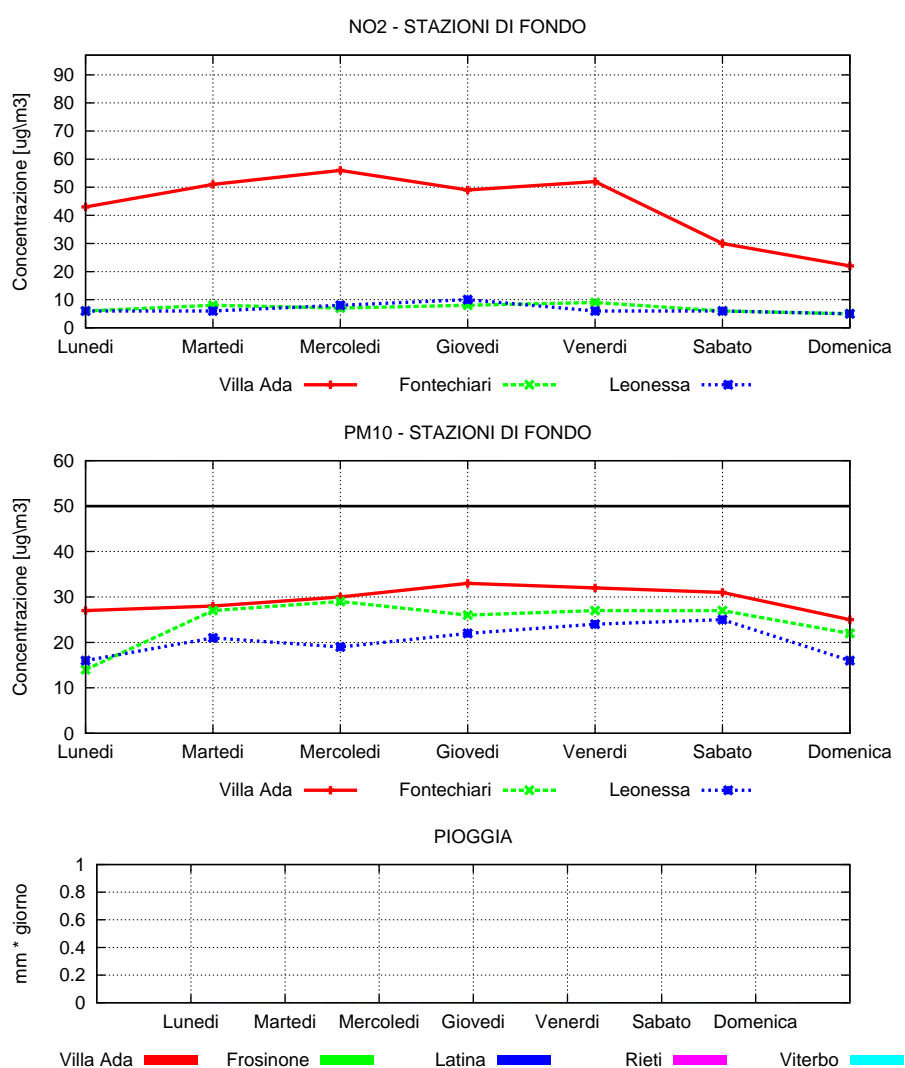 NO2 - STAZIONI DI FONDO
Concentrazione [ug\m3]
90
80
70
60
50
40
30
20
10
0
Lunedi Martedi Mercoledi Giovedi Venerdi Sabato Domenica
Villa Ada Fontechiari Leonessa
PM10 - STAZIONI DI FONDO
Concentrazione [ug\m3]
60
50
40
30
20
10
0
Lunedi Martedi Mercoledi Giovedi Venerdi Sabato Domenica
Villa Ada Fontechiari Leonessa
PIOGGIA
mm * giorno
1
0.8
0.6
0.4
0.2
0
Lunedi Martedi Mercoledi Giovedi Venerdi Sabato Domenica
Villa Ada Frosinone Latina Rieti Viterbo